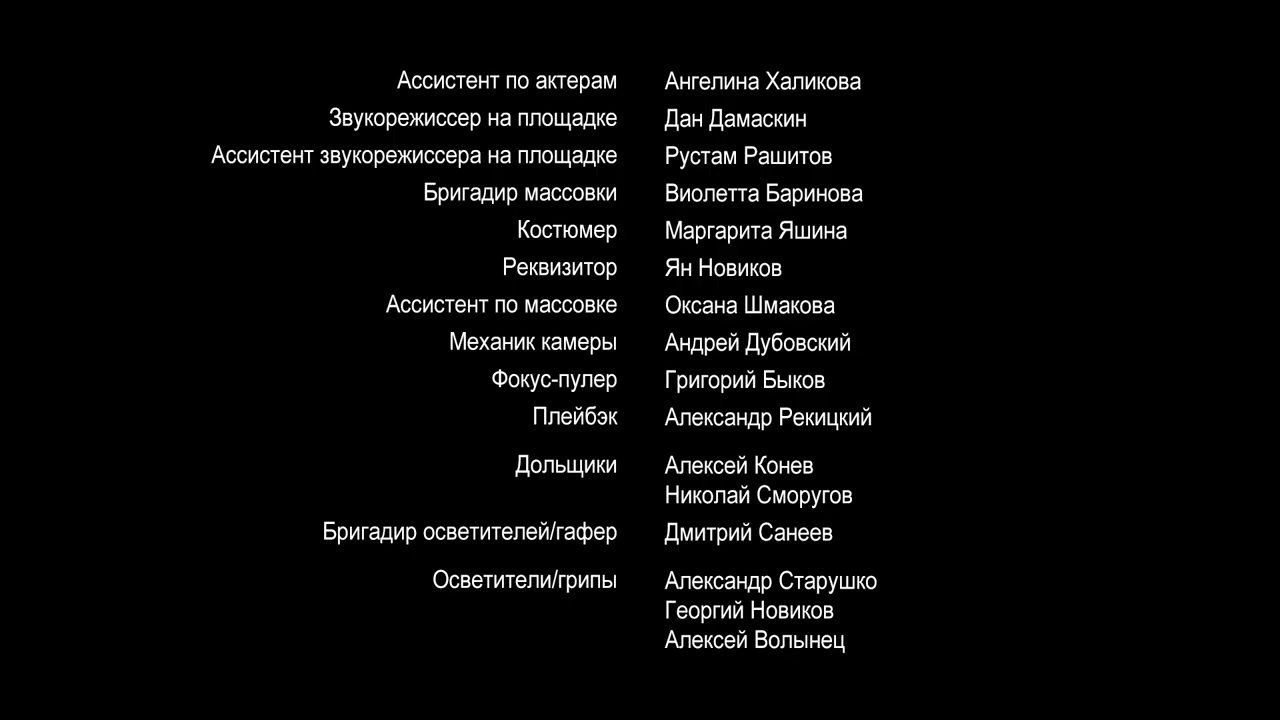 Ассистент по актерам Ангелина Халикова
Звукорежиссер на площадке Дан Дамаскин
Ассистент звукорежиссера на площадке Рустам Рашитов
Бригадир массовки Виолетта Баринова
Костюмер Маргарита Яшина
Реквизитор Ян Новиков
Ассистент по массовке Оксана Шмакова
Механик камеры Андрей Дубовский
Фокус-пулер Григорий Быков
Плейбэк Александр Рекицкий
Дольщики Алексей Конев
Николай Сморугов
Бригадир осветителей/гафер Дмитрий Санеев
Осветители/грипы Александр Старушко
Георгий Новиков
Алексей Волынец